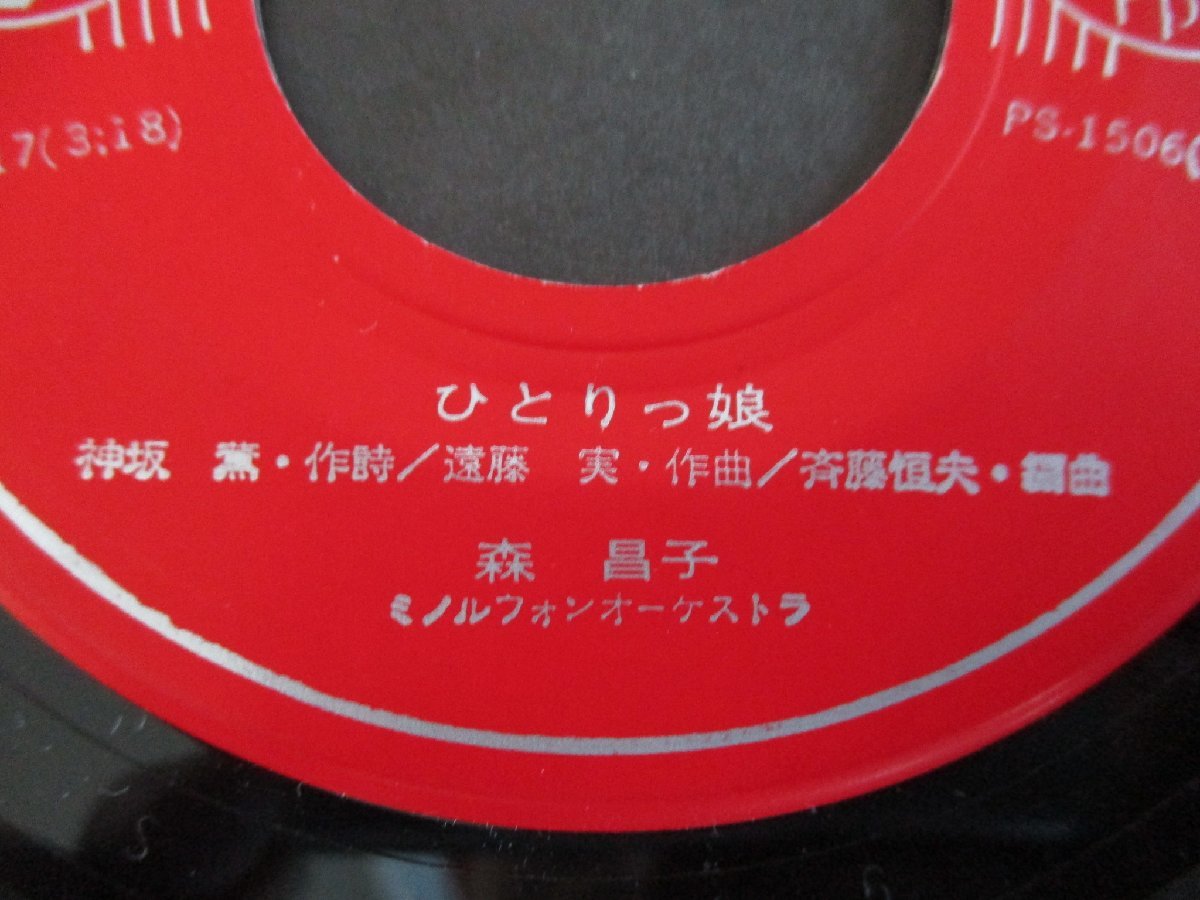 17(3;18)
PS-1506(
ひとりっ娘
神坂 薫・作詩/遠藤 実・作曲/斉藤恒夫・編曲
森 昌子
ミノルフォンオーケストラ